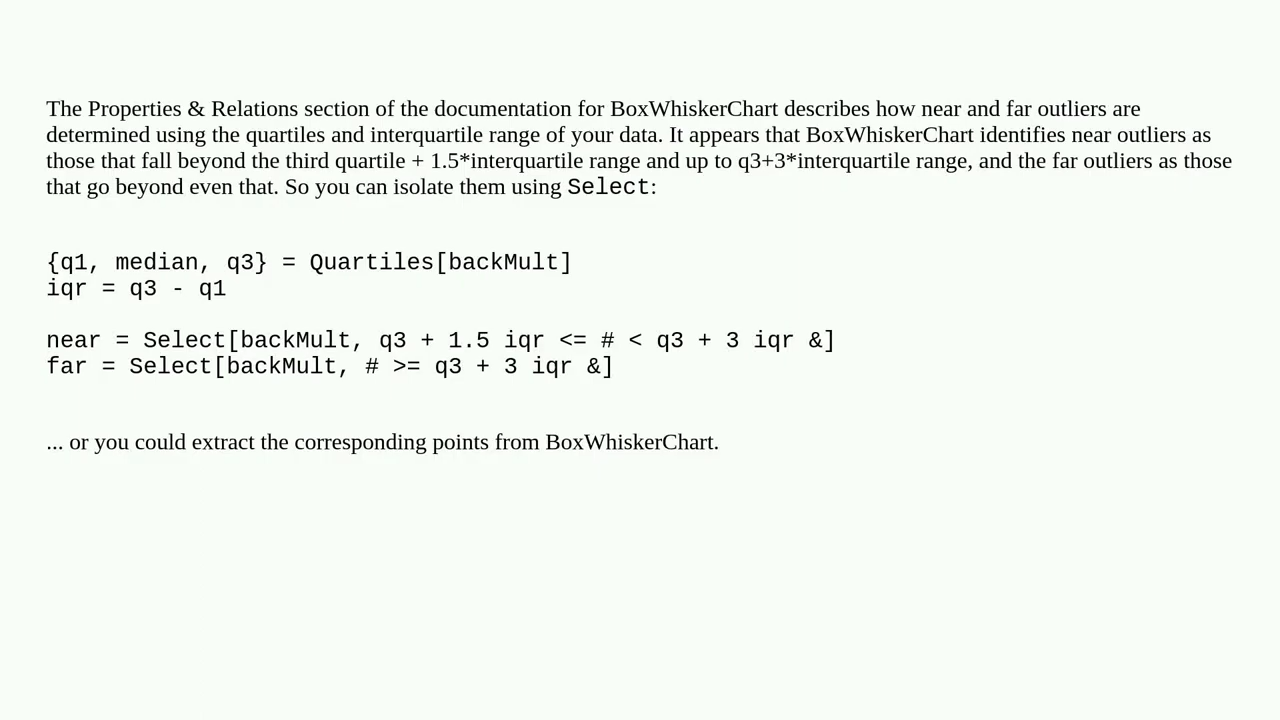 The Properties & Relations section of the documentation for BoxWhiskerChart describes how near and far outliers are
determined using the quartiles and interquartile range of your data. It appears that BoxWhiskerChart identifies near outliers as
those that fall beyond the third quartile + 1.5*interquartile range and up to q3+3*interquartile range, and the far outliers as those
that go beyond even that. So you can isolate them using Select:
{q1, median, q3} = Quartiles[backMult]
iqr = q3 - q1
near = Select[backMult, q3 + 1.5 iqr <= # < q3 + 3 iqr &]
far = Select[backMult, # >= q3 + 3 iqr &]
... or you could extract the corresponding points from BoxWhiskerChart.